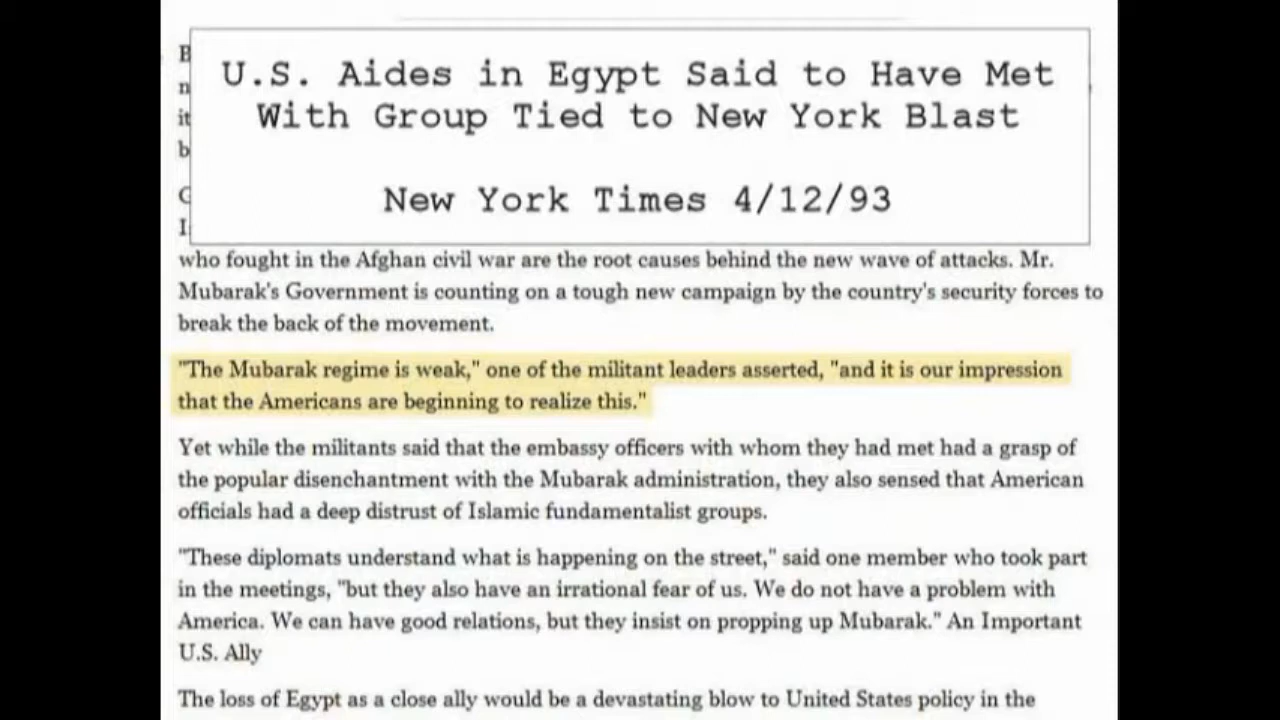 U.S. Aides in Egypt Said to Have Met
With Group Tied to New York Blast
New York Times 4/12/93
who fought in the Afghan civil war are the root causes behind the new wave of attacks. Mr.
Mubarak's Government is counting on a tough new campaign by the country's security forces to
break the back of the movement.
"The Mubarak regime is weak," one of the militant leaders asserted, "and it is our impression
that the Americans are beginning to realize this."
Yet while the militants said that the embassy officers with whom they had met had a grasp of
the popular disenchantment with the Mubarak administration, they also sensed that American
officials had a deep distrust of Islamic fundamentalist groups.
"These diplomats understand what is happening on the street," said one member who took part
in the meetings, "but they also have an irrational fear of us. We do not have a problem with
America. We can have good relations, but they insist on propping up Mubarak." An Important
U.S. Ally
The loss of Egypt as a close ally would be a devastating blow to United States policy in the